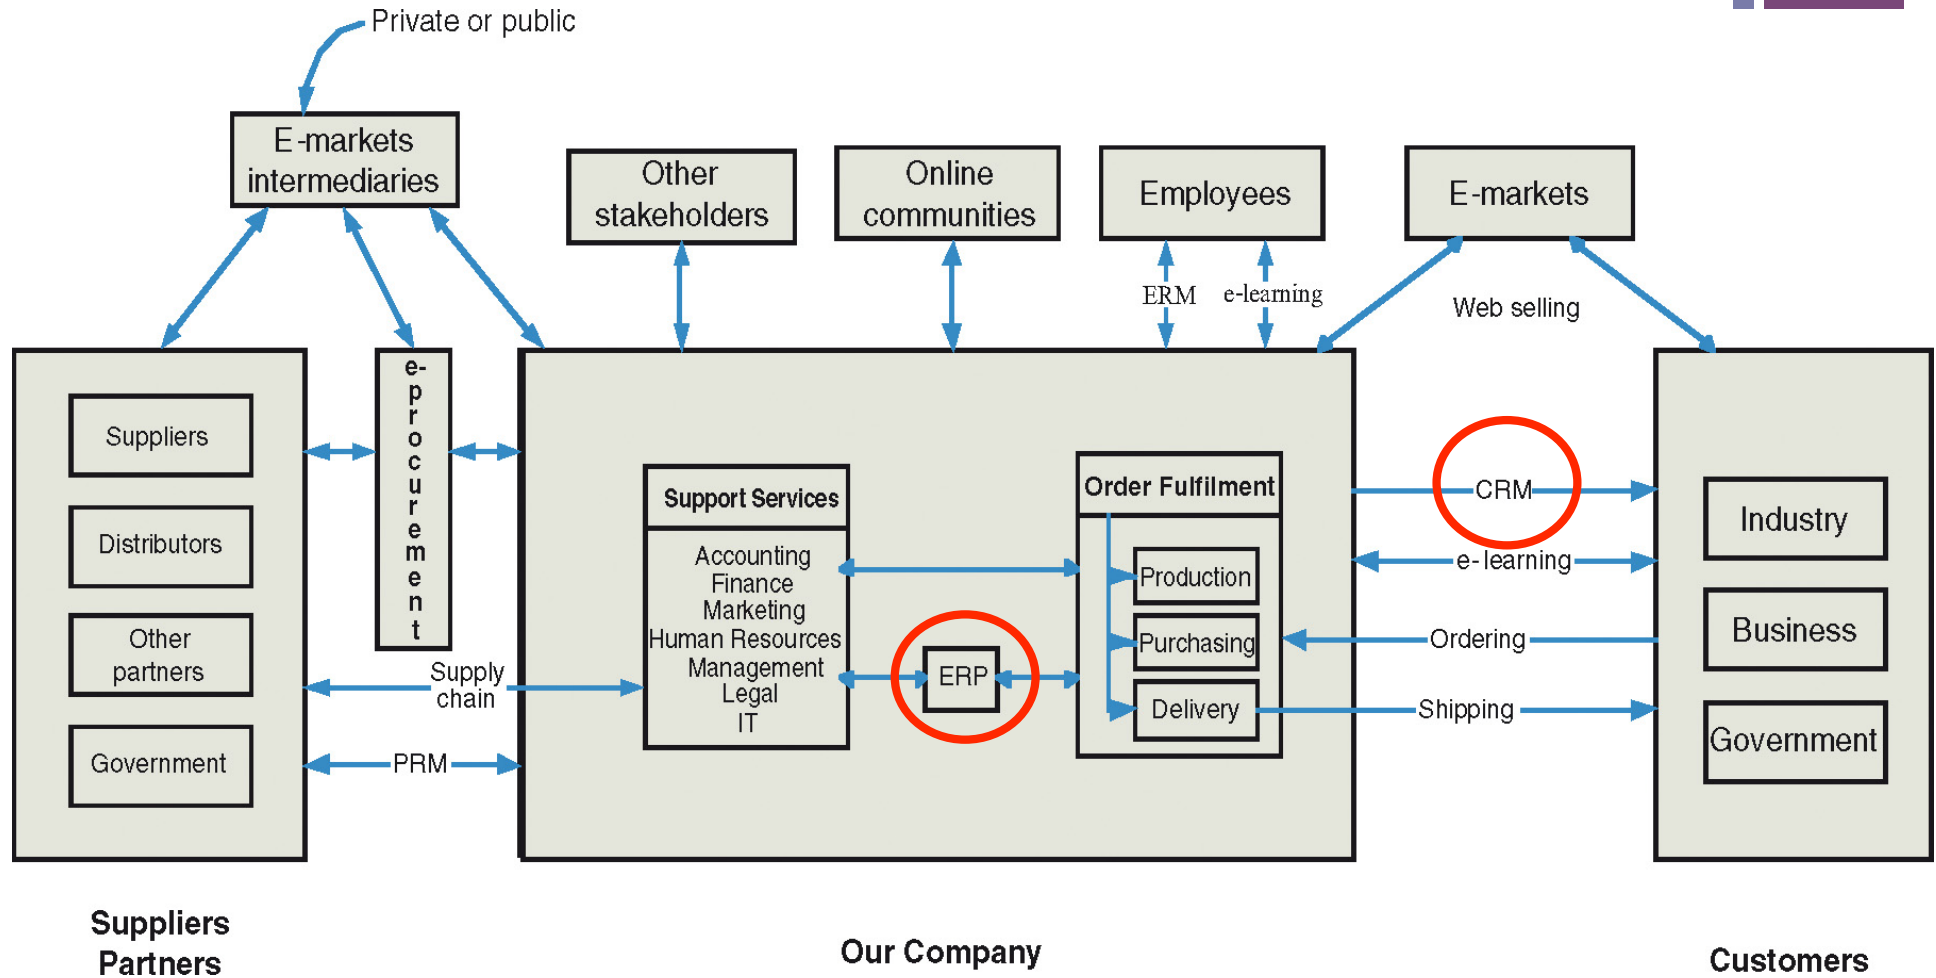 Private or public
E-markets
intermediaries
Other
stakeholders
Online
communities
Employees
E-markets
ERM
e-learning
Web selling
Suppliers
Distributors
Other
partners
Government
e-
p
r
o
c
u
r
e
m
e
n
t
Supply
chain
PRM
Support Services
Accounting
Finance
Marketing
Human Resources
Management
Legal
IT
ERP
Order Fulfilment
Production
Purchasing
Delivery
CRM
e-learning
Ordering
Shipping
Industry
Business
Government
Suppliers
Partners
Our Company
Customers